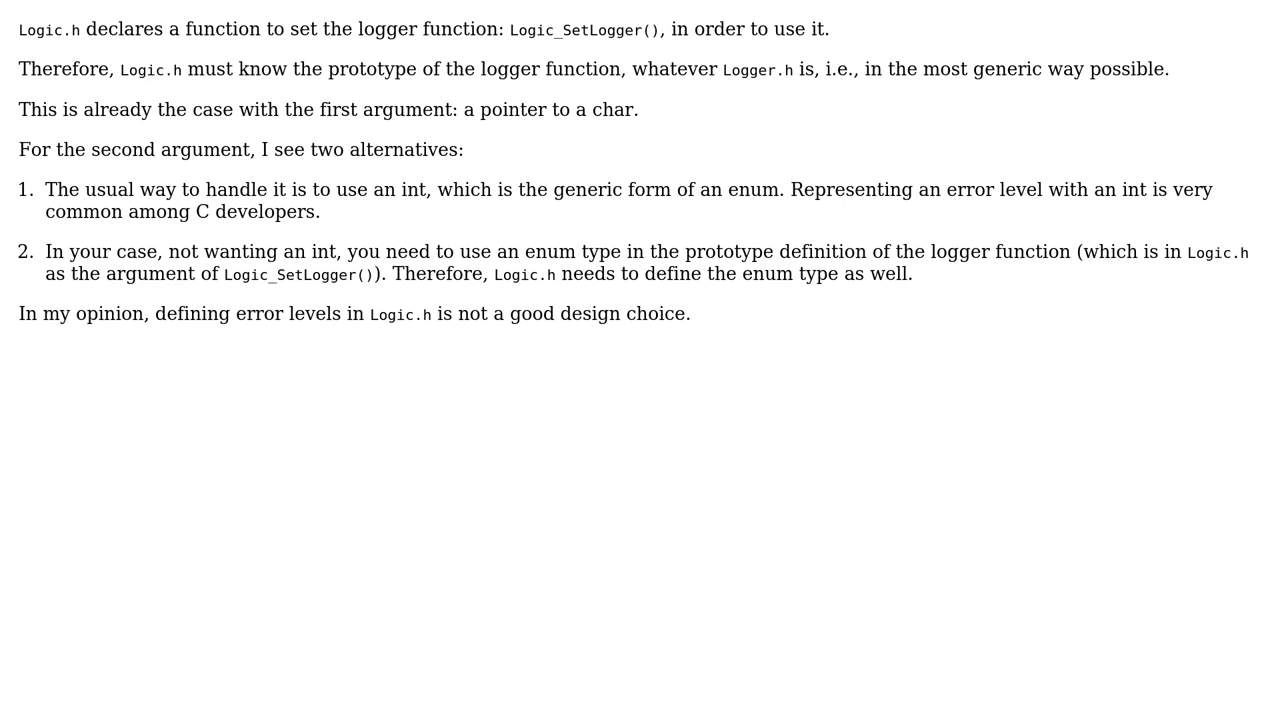 Logic.h declares a function to set the logger function: Logic_SetLogger(), in order to use it.
Therefore, Logic.h must know the prototype of the logger function, whatever Logger.h is, i.e., in the most generic way possible.
This is already the case with the first argument: a pointer to a char.
For the second argument, I see two alternatives:
1. The usual way to handle it is to use an int, which is the generic form of an enum. Representing an error level with an int is very
common among C developers.
2. In your case, not wanting an int, you need to use an enum type in the prototype definition of the logger function (which is in Logic.h
as the argument of Logic_SetLogger()). Therefore, Logic.h needs to define the enum type as well.
In my opinion, defining error levels in Logic.h is not a good design choice.